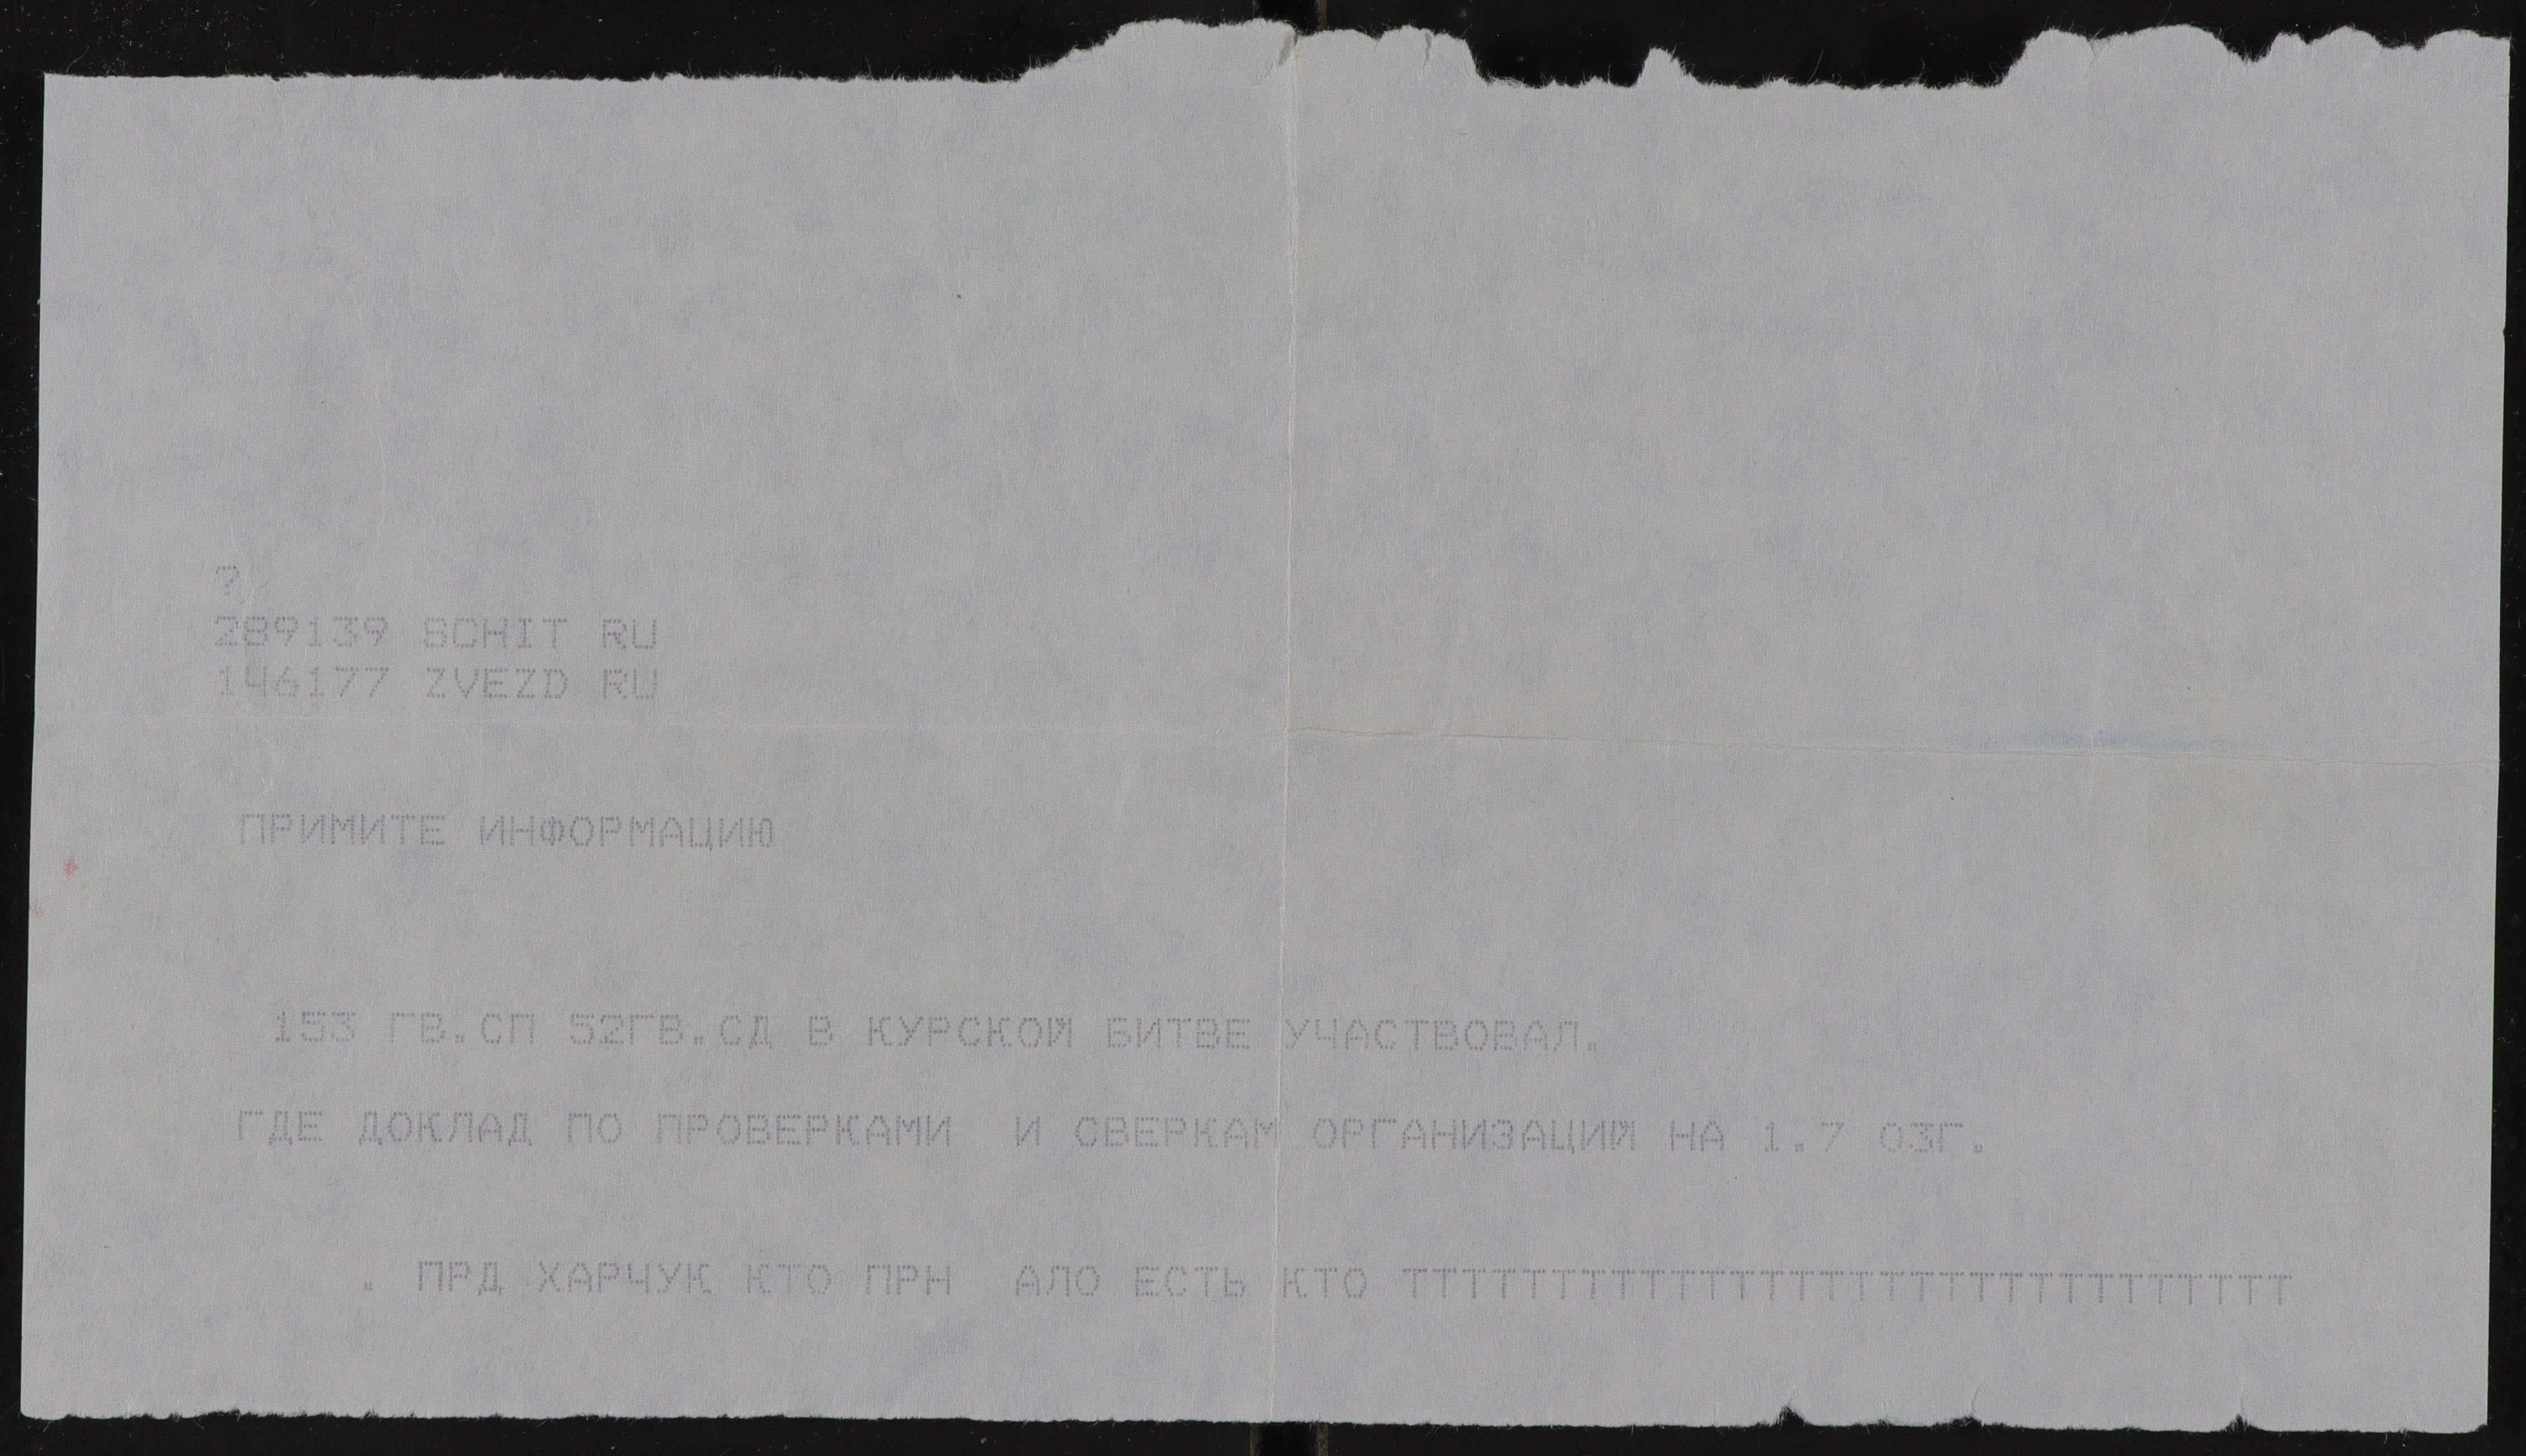 ?
289139 SCHIT RU
146177 ZVEZD RU
ПРИМИТЕ ИНФОРМАЦИЮ
153 ГВ.СП 52ГВ.СД В КУРСКОЙ БИТВЕ УЧАСТВОВАЛ.
ГДЕ ДОКЛАД ПО ПРОВЕРКАМИ И СВЕРКАМ ОРГАНИЗАЦИЙ НА 1.7 03Г.
. ПРД ХАРЧУК КТО ПРН АЛО ЕСТЬ КТО ТТТТТТТТТТТТТТТТТТТТТТТТТТТТТТ